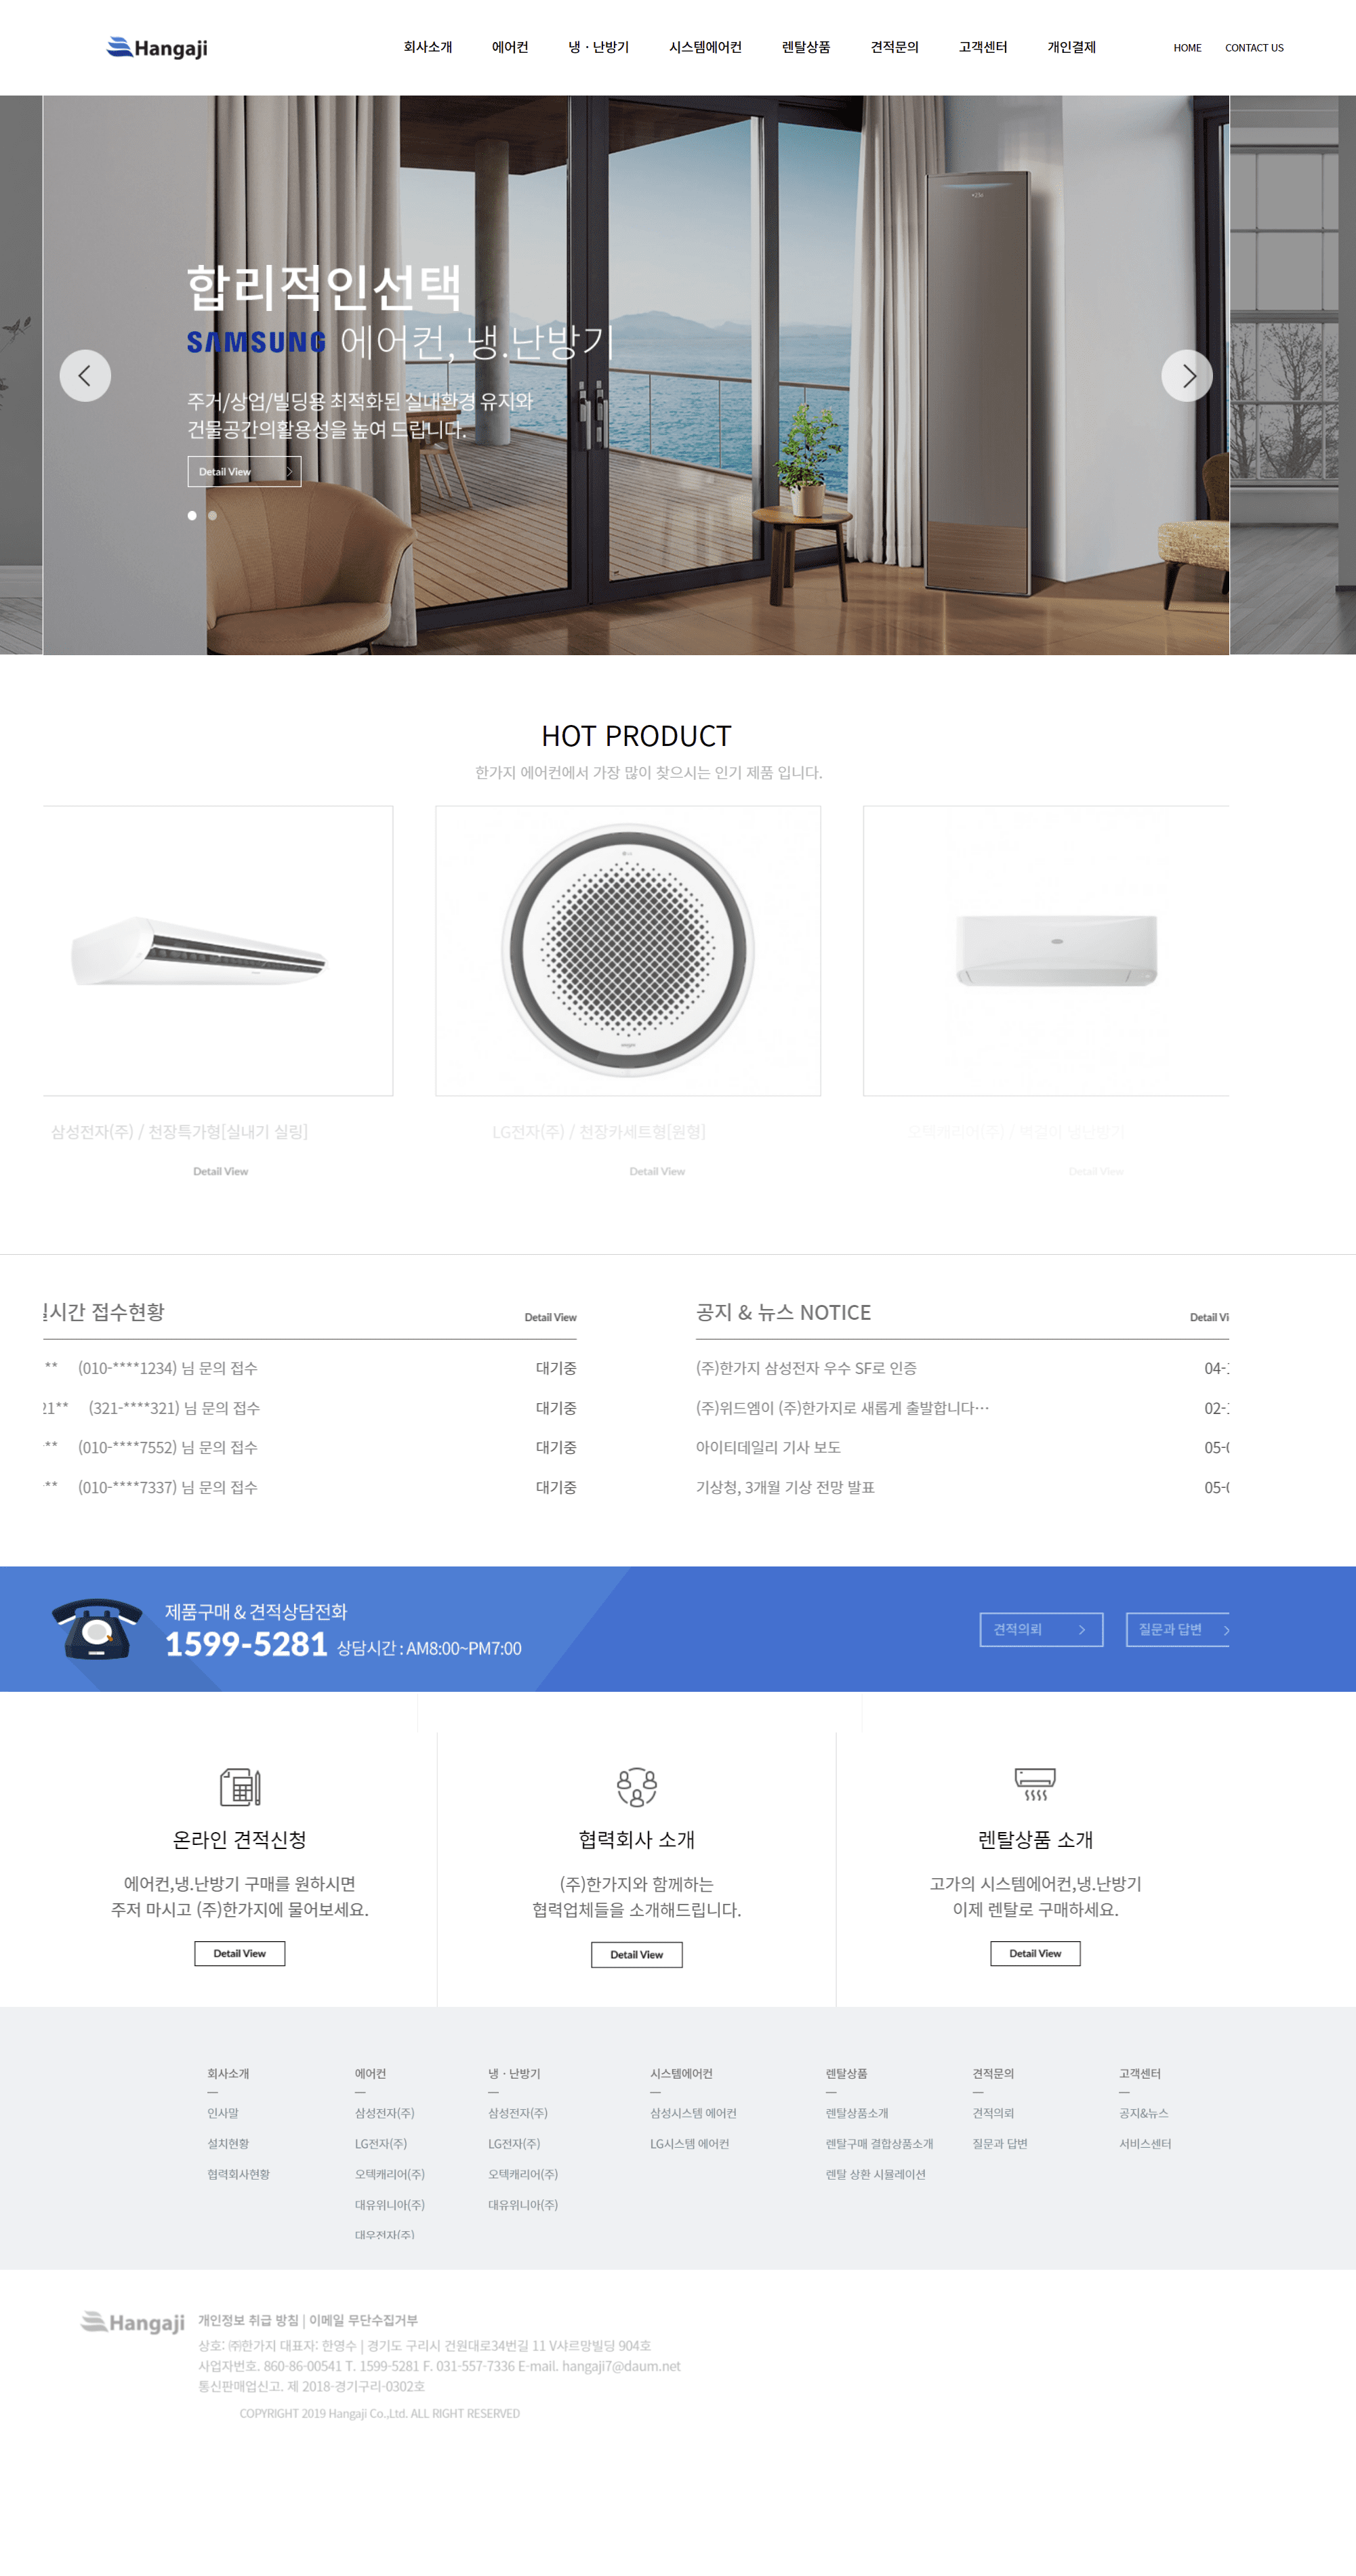 Hangaji
회사소개 에어컨 냉ㆍ난방기 시스템에어컨 렌탈상품 견적문의 고객센터 개인결제 HOME CONTACT US
합리적인선택
SAMSUNG 에어컨, 냉.난방기
주거/상업/빌딩용 최적화된 실내환경 유지와
건물공간의활용성을 높여 드립니다.
Detail View
HOT PRODUCT
한가지 에어컨에서 가장 많이 찾으시는 인기 제품 입니다.
삼성전자(주) / 천장특가형[실내기 실링]
Detail View
LG전자(주) / 천장카세트형[원형]
Detail View
오텍캐리어(주) / 벽걸이 냉난방기
Detail View
실시간 접수현황 Detail View
** (010-****1234) 님 문의 접수 대기중
21** (321-****321) 님 문의 접수 대기중
** (010-****7552) 님 문의 접수 대기중
** (010-****7337) 님 문의 접수 대기중
공지 & 뉴스 NOTICE Detail Vi
(주)한가지 삼성전자 우수 SF로 인증 04-
(주)위드엠이 (주)한가지로 새롭게 출발합니다… 02-
아이티데일리 기사 보도 05-0
기상청, 3개월 기상 전망 발표 05-0
제품구매 & 견적상담전화
1599-5281 상담시간 : AM8:00~PM7:00
견적의뢰
질문과 답변
온라인 견적신청
에어컨,냉.난방기 구매를 원하시면
주저 마시고 (주)한가지에 물어보세요.
Detail View
협력회사 소개
(주)한가지와 함께하는
협력업체들을 소개해드립니다.
Detail View
렌탈상품 소개
고가의 시스템에어컨,냉.난방기
이제 렌탈로 구매하세요.
Detail View
회사소개
인사말
설치현황
협력회사현황
에어컨
삼성전자(주)
LG전자(주)
오텍캐리어(주)
대유위니아(주)
대우전자(주)
냉ㆍ난방기
삼성전자(주)
LG전자(주)
오텍캐리어(주)
대유위니아(주)
시스템에어컨
삼성시스템 에어컨
LG시스템 에어컨
렌탈상품
렌탈상품소개
렌탈구매 결합상품소개
렌탈 상환 시뮬레이션
견적문의
견적의뢰
질문과 답변
고객센터
공지&뉴스
서비스센터
Hangaji
개인정보 취급 방침 | 이메일 무단수집거부
상호: ㈜한가지 대표자: 한영수 | 경기도 구리시 건원대로34번길 11 V샤르망빌딩 904호
사업자번호. 860-86-00541 T. 1599-5281 F. 031-557-7336 E-mail. hangaji7@daum.net
통신판매업신고. 제 2018-경기구리-0302호
COPYRIGHT 2019 Hangaji Co.,Ltd. ALL RIGHT RESERVED